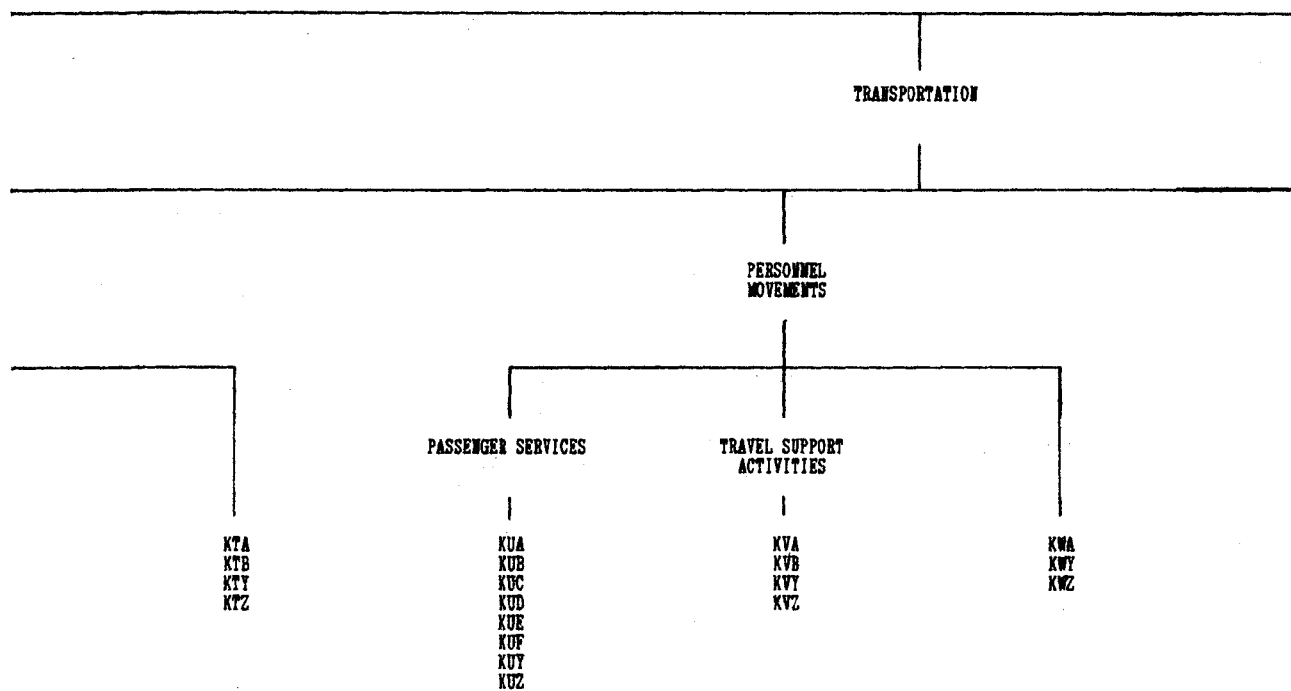 TRANSPORTATION
PERSONNEL
MOVEMENTS
PASSENGER SERVICES
TRAVEL SUPPORT
ACTIVITIES
KTA
KTB
KTY
KTZ
KUA
KUB
KUC
KUD
KUE
KUF
KUY
KUZ
KVA
KVB
KVY
KVZ
KWA
KWY
KWZ